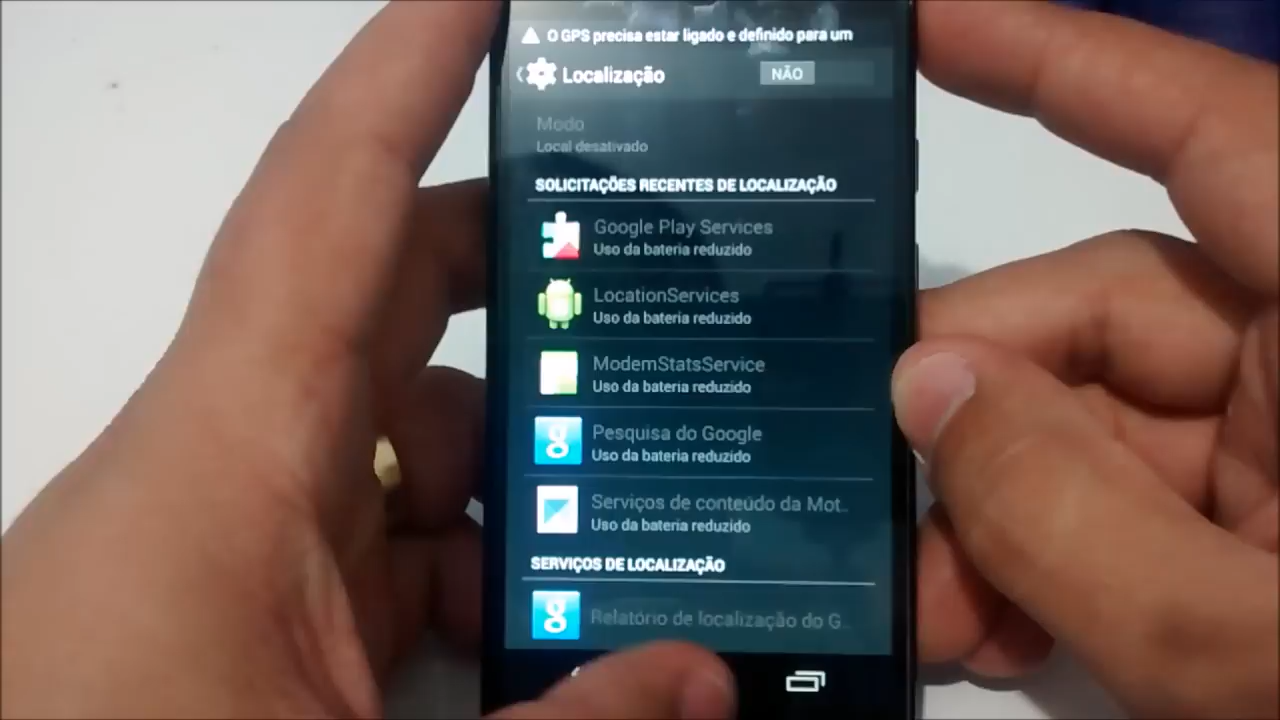 O GPS precisa estar ligado e definido para um
Localização
NÃO
Modo
Local desativado
SOLICITAÇÕES RECENTES DE LOCALIZAÇÃO
Google Play Services
Uso da bateria reduzido
LocationServices
Uso da bateria reduzido
ModemStatsService
Uso da bateria reduzido
g
Pesquisa do Google
Uso da bateria reduzido
Serviços de conteúdo da Mot..
Uso da bateria reduzido
SERVIÇOS DE LOCALIZAÇÃO
g
Relatório de localização do G..